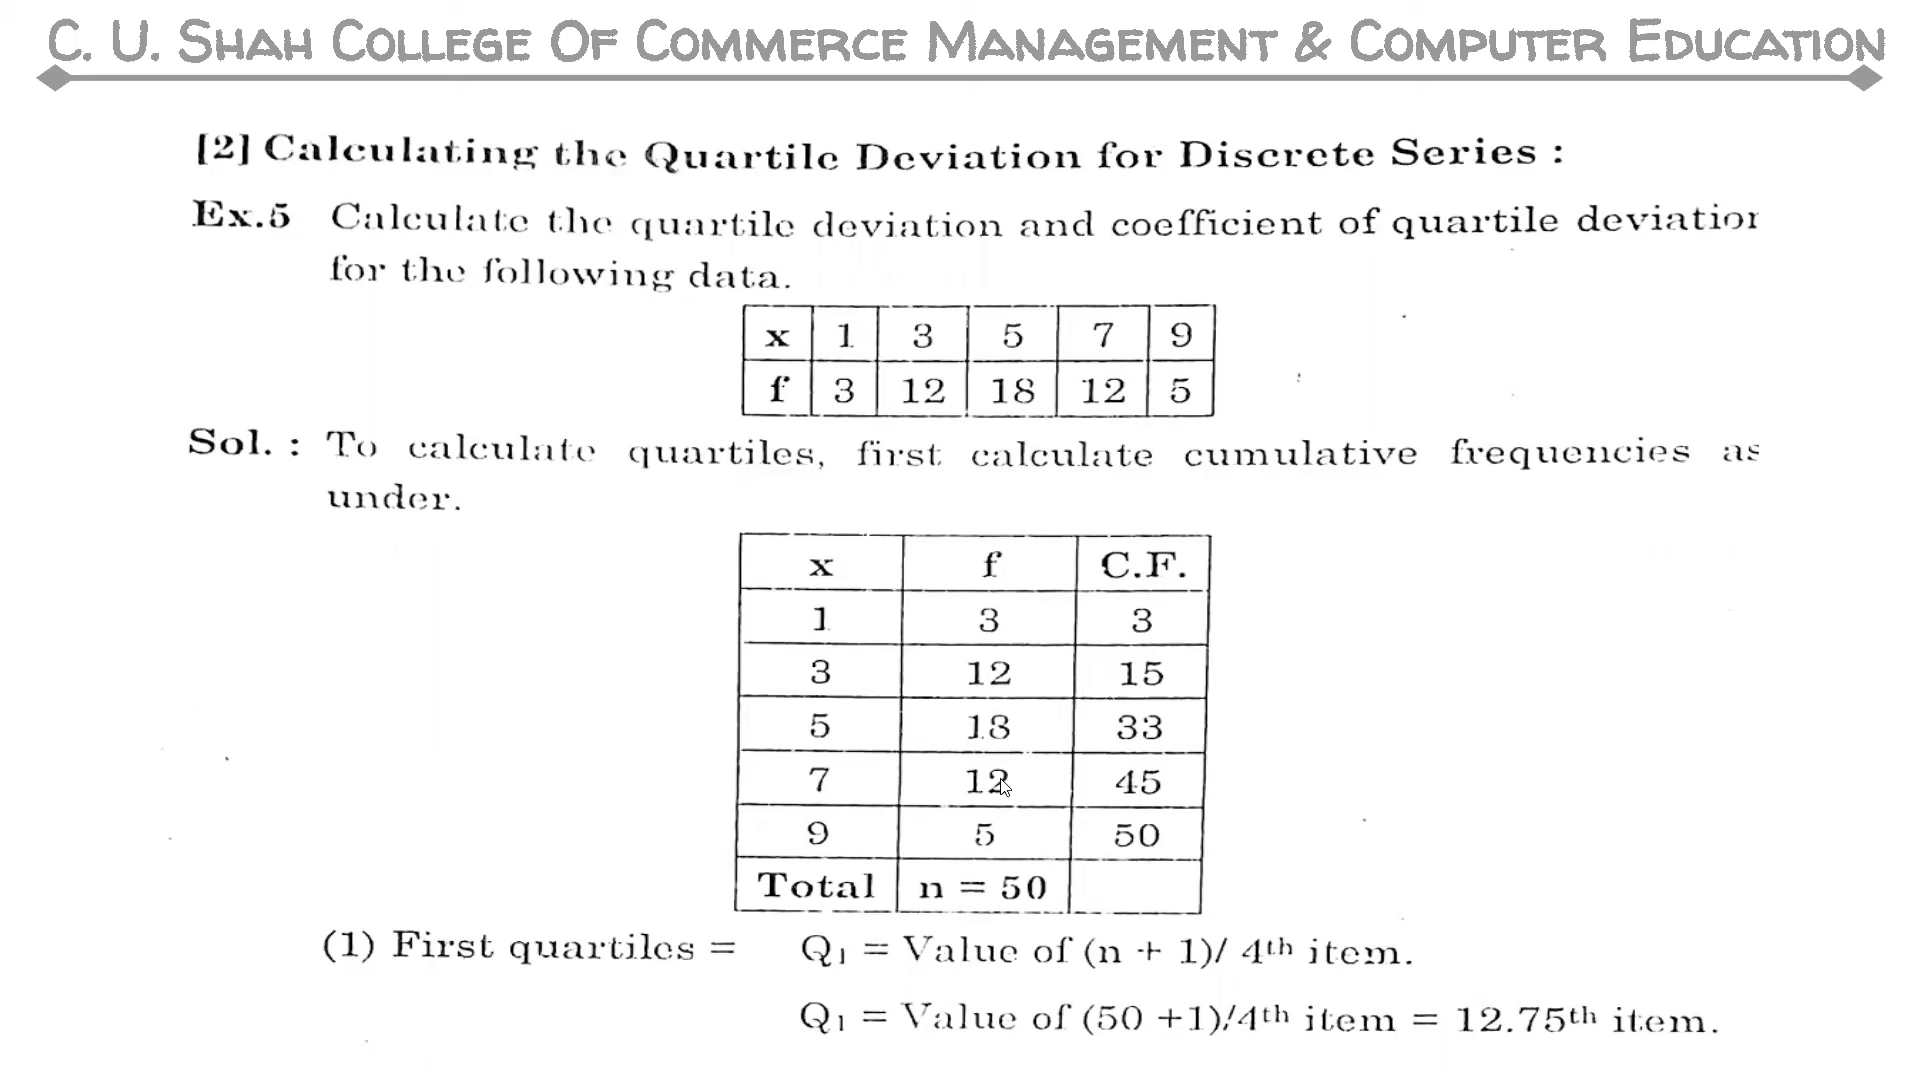 C. U. Shah College Of Commerce Management & Computer Education
[2] Calculating the Quartile Deviation for Discrete Series :
Ex.5 Calculate the quartile deviation and coefficient of quartile deviation
for the following data.
x 1 3 5 7 9
f 3 12 18 12 5
Sol. : To calculate quartiles, first calculate cumulative frequencies as
under.
x f C.F.
1 3 3
3 12 15
5 18 33
7 12 45
9 5 50
Total n = 50
(1) First quartiles = Q₁ = Value of (n + 1)/ 4th item.
Q₁ = Value of (50 +1)/4th item = 12.75th item.